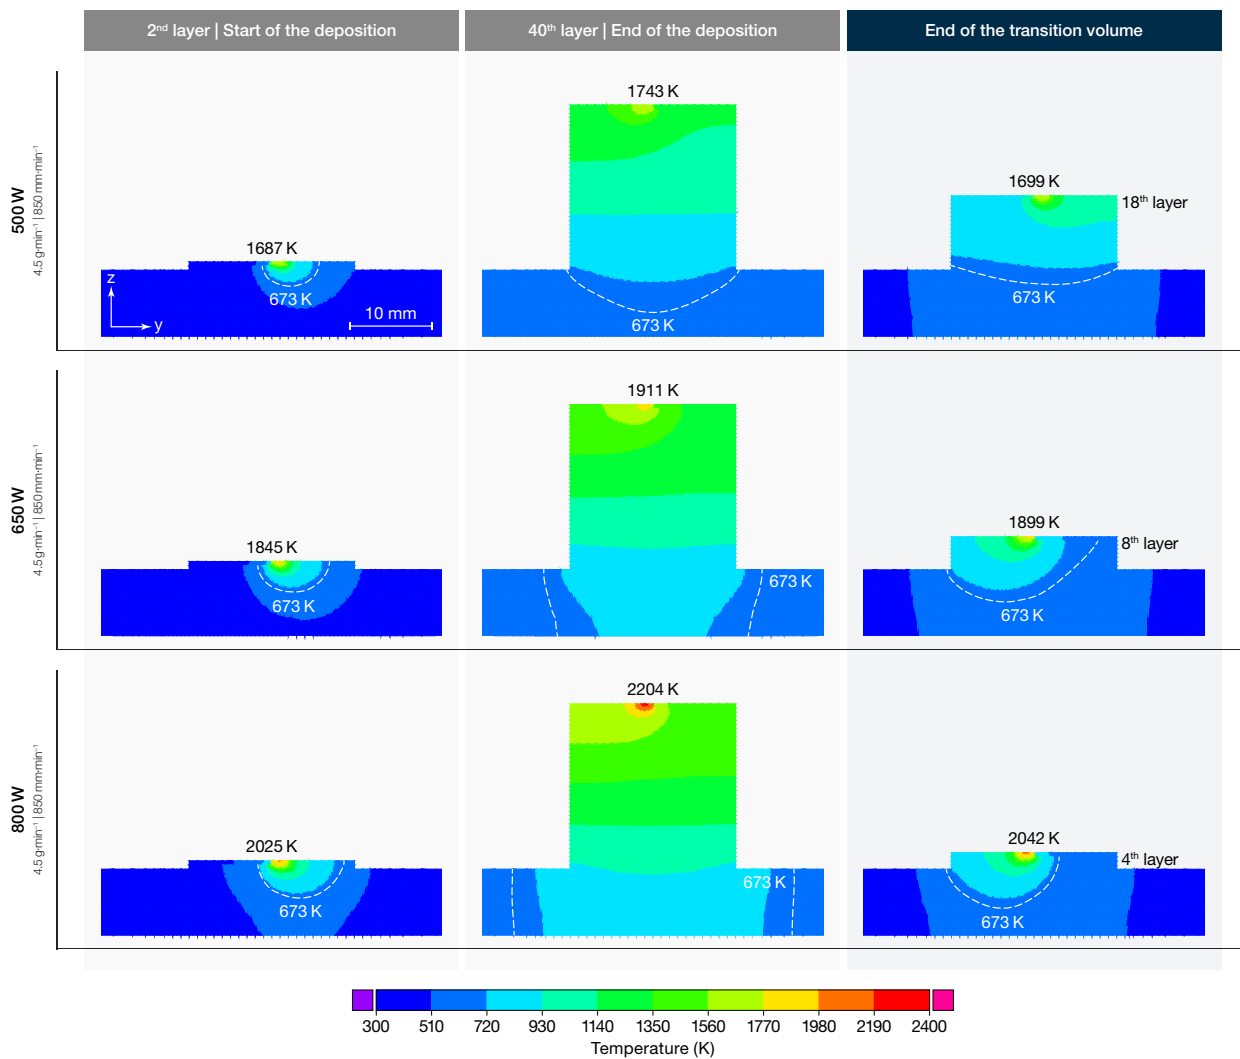 2nd layer | Start of the deposition
40th layer | End of the deposition
End of the transition volume
500 W
4.5 g·min⁻¹ | 850 mm·min⁻¹
1687 K
673 K
z
y
10 mm
1743 K
673 K
1699 K
18th layer
673 K
650 W
4.5 g·min⁻¹ | 850 mm·min⁻¹
1845 K
673 K
1911 K
673 K
1899 K
8th layer
673 K
800 W
4.5 g·min⁻¹ | 850 mm·min⁻¹
2025 K
673 K
2204 K
673 K
2042 K
4th layer
673 K
300 510 720 930 1140 1350 1560 1770 1980 2190 2400
Temperature (K)